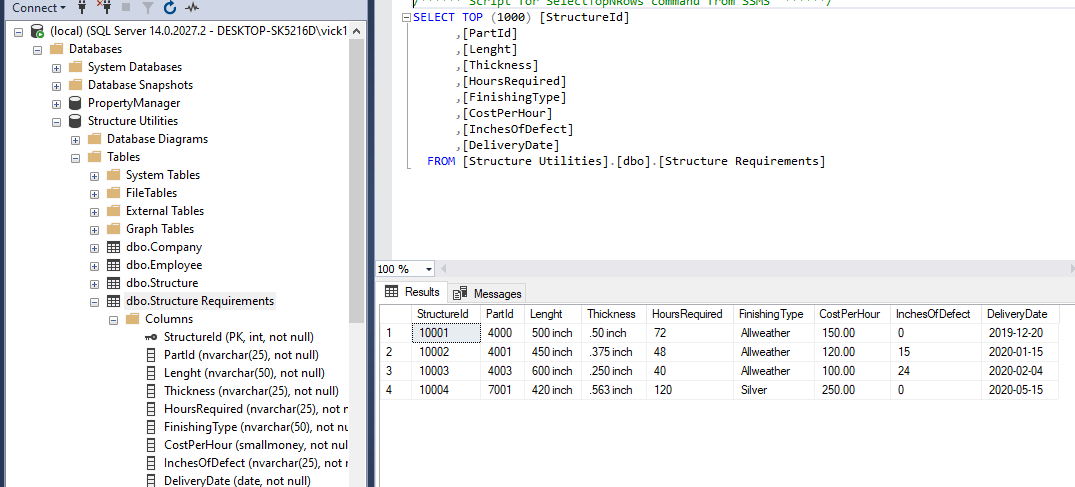 Connect
(local) (SQL Server 14.0.2027.2 - DESKTOP-SK5216D\vick1
Databases
System Databases
Database Snapshots
PropertyManager
Structure Utilities
Database Diagrams
Tables
System Tables
FileTables
External Tables
Graph Tables
dbo.Company
dbo.Employee
dbo.Structure
dbo.Structure Requirements
Columns
StructureId (PK, int, not null)
PartId (nvarchar(25), not null)
Lenght (nvarchar(50), not null)
Thickness (nvarchar(25), not null)
HoursRequired (nvarchar(25), not r
FinishingType (nvarchar(50), not nu
CostPerHour (smallmoney, not nul
InchesOfDefect (nvarchar(25), not r
DeliveryDate (date, not null)
/****** Script for SelectTopNRows command from SSMS ******/
SELECT TOP (1000) [StructureId]
,[PartId]
,[Lenght]
,[Thickness]
,[HoursRequired]
,[FinishingType]
,[CostPerHour]
,[InchesOfDefect]
,[DeliveryDate]
FROM [Structure Utilities].[dbo].[Structure Requirements]
100 %
Results Messages
StructureId PartId Lenght Thickness HoursRequired FinishingType CostPerHour InchesOfDefect DeliveryDate
1 10001 4000 500 inch .50 inch 72 Allweather 150.00 0 2019-12-20
2 10002 4001 450 inch .375 inch 48 Allweather 120.00 15 2020-01-15
3 10003 4003 600 inch .250 inch 40 Allweather 100.00 24 2020-02-04
4 10004 7001 420 inch .563 inch 120 Silver 250.00 0 2020-05-15